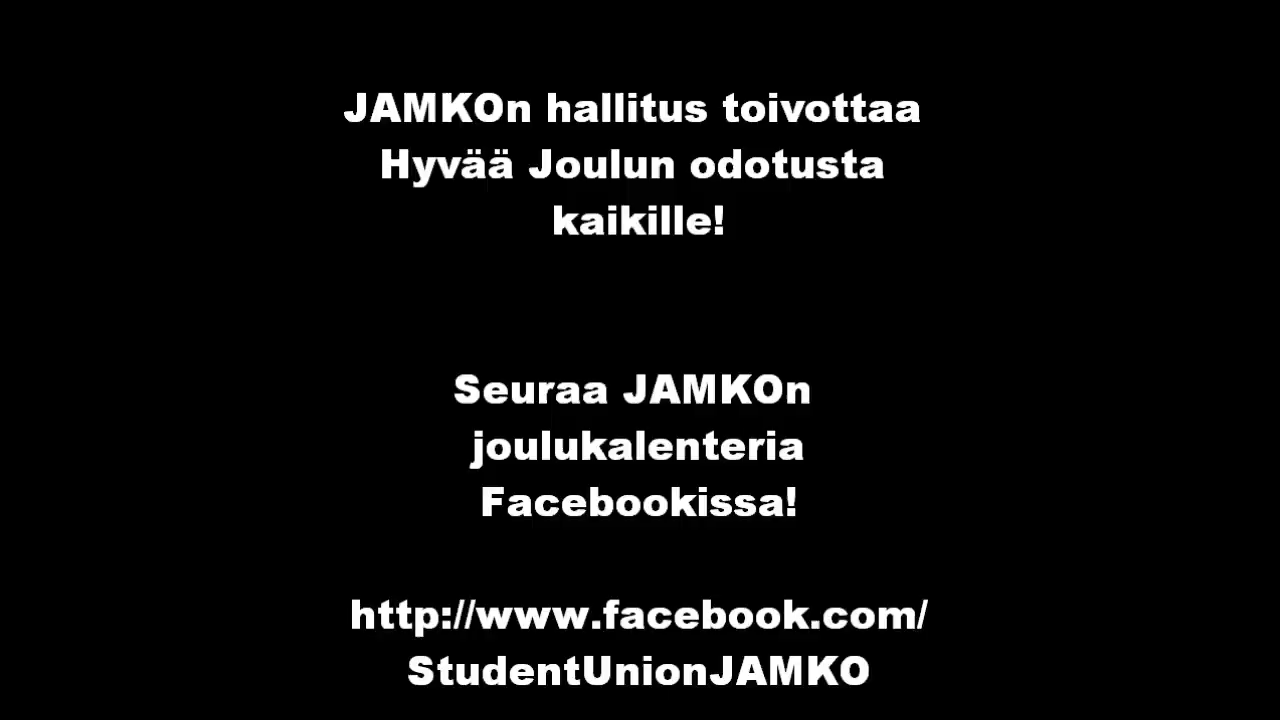 JAMKOn hallitus toivottaa
Hyvää Joulun odotusta
kaikille!
Seuraa JAMKOn
joulukalenteria
Facebookissa!
http://www.facebook.com/
StudentUnionJAMKO